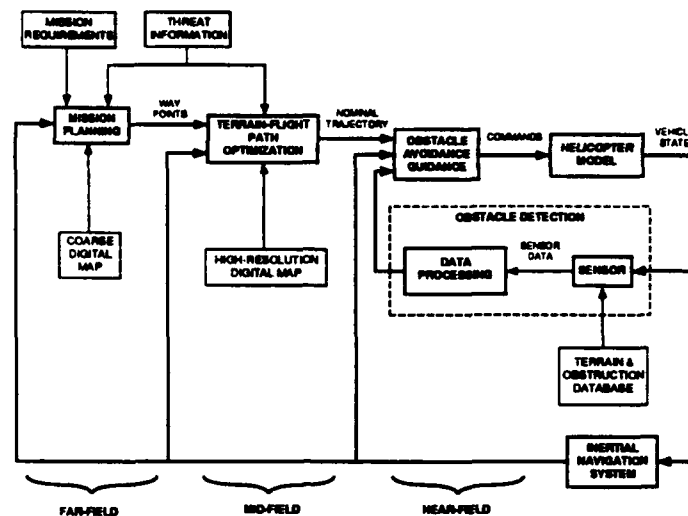 MISSION
REQUIREMENTS
THREAT
INFORMATION
MISSION
PLANNING
WAY
POINTS
TERRAIN-FLIGHT
PATH
OPTIMIZATION
NOMINAL
TRAJECTORY
OBSTACLE
AVOIDANCE
GUIDANCE
COMMANDS
HELICOPTER
MODEL
VEHICL
STATE
OBSTACLE DETECTION
DATA
PROCESSING
SENSOR
DATA
SENSOR
COARSE
DIGITAL
MAP
HIGH-RESOLUTION
DIGITAL MAP
TERRAIN &
OBSTRUCTION
DATABASE
INERTIAL
NAVIGATION
SYSTEM
FAR-FIELD
MID-FIELD
NEAR-FIELD